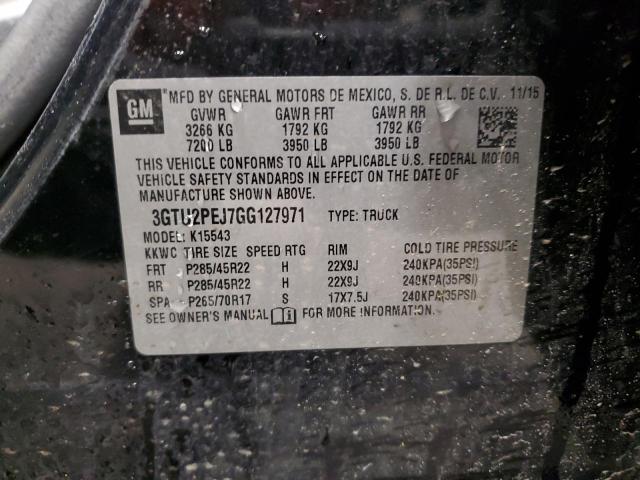 GM
*MFD BY GENERAL MOTORS DE MEXICO, S. DE R.L. DE C.V. 11/15
GVWR GAWR FRT GAWR RR
3266 KG 1792 KG 1792 KG
7200 LB 3950 LB 3950 LB
THIS VEHICLE CONFORMS TO ALL APPLICABLE U.S. FEDERAL MOTOR
VEHICLE SAFETY STANDARDS IN EFFECT ON THE DATE OF
MANUFACTURE SHOWN ABOVE.
3GTU2PEJ7GG127971 TYPE: TRUCK
MODEL: K15543
KKWC TIRE SIZE SPEED RTG RIM COLD TIRE PRESSURE
FRT P285/45R22 H 22X9J 240KPA(35PSI)
RR P285/45R22 H 22X9J 240KPA(35PSI)
SPA P265/70R17 S 17X7.5J 240KPA(35PSI)
SEE OWNER'S MANUAL FOR MORE INFORMATION.